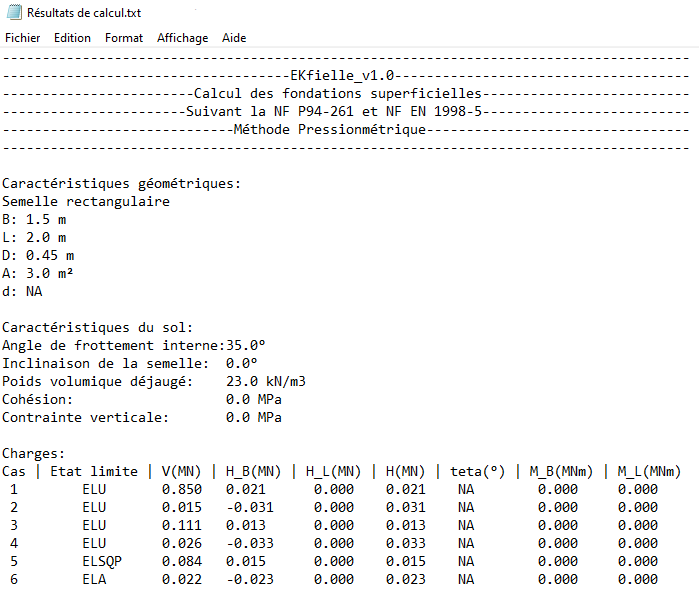 Résultats de calcul.txt
Fichier Edition Format Affichage Aide
--------------------------------------------------------------------------------------
------------------------------------EKfielle_v1.0-------------------------------------
------------------------Calcul des fondations superficielles--------------------------
-----------------------Suivant la NF P94-261 et NF EN 1998-5--------------------------
-----------------------------Méthode Pressionmétrique---------------------------------
--------------------------------------------------------------------------------------
Caractéristiques géométriques:
Semelle rectangulaire
B: 1.5 m
L: 2.0 m
D: 0.45 m
A: 3.0 m²
d: NA
Caractéristiques du sol:
Angle de frottement interne:35.0°
Inclinaison de la semelle: 0.0°
Poids volumique déjaugé: 23.0 kN/m3
Cohésion: 0.0 MPa
Contrainte verticale: 0.0 MPa
Charges:
Cas | Etat limite | V(MN) | H_B(MN) | H_L(MN) | H(MN) | teta(°) | M_B(MNm) | M_L(MNm)
1 ELU 0.850 0.021 0.000 0.021 NA 0.000 0.000
2 ELU 0.015 -0.031 0.000 0.031 NA 0.000 0.000
3 ELU 0.111 0.013 0.000 0.013 NA 0.000 0.000
4 ELU 0.026 -0.033 0.000 0.033 NA 0.000 0.000
5 ELSQP 0.084 0.015 0.000 0.015 NA 0.000 0.000
6 ELA 0.022 -0.023 0.000 0.023 NA 0.000 0.000